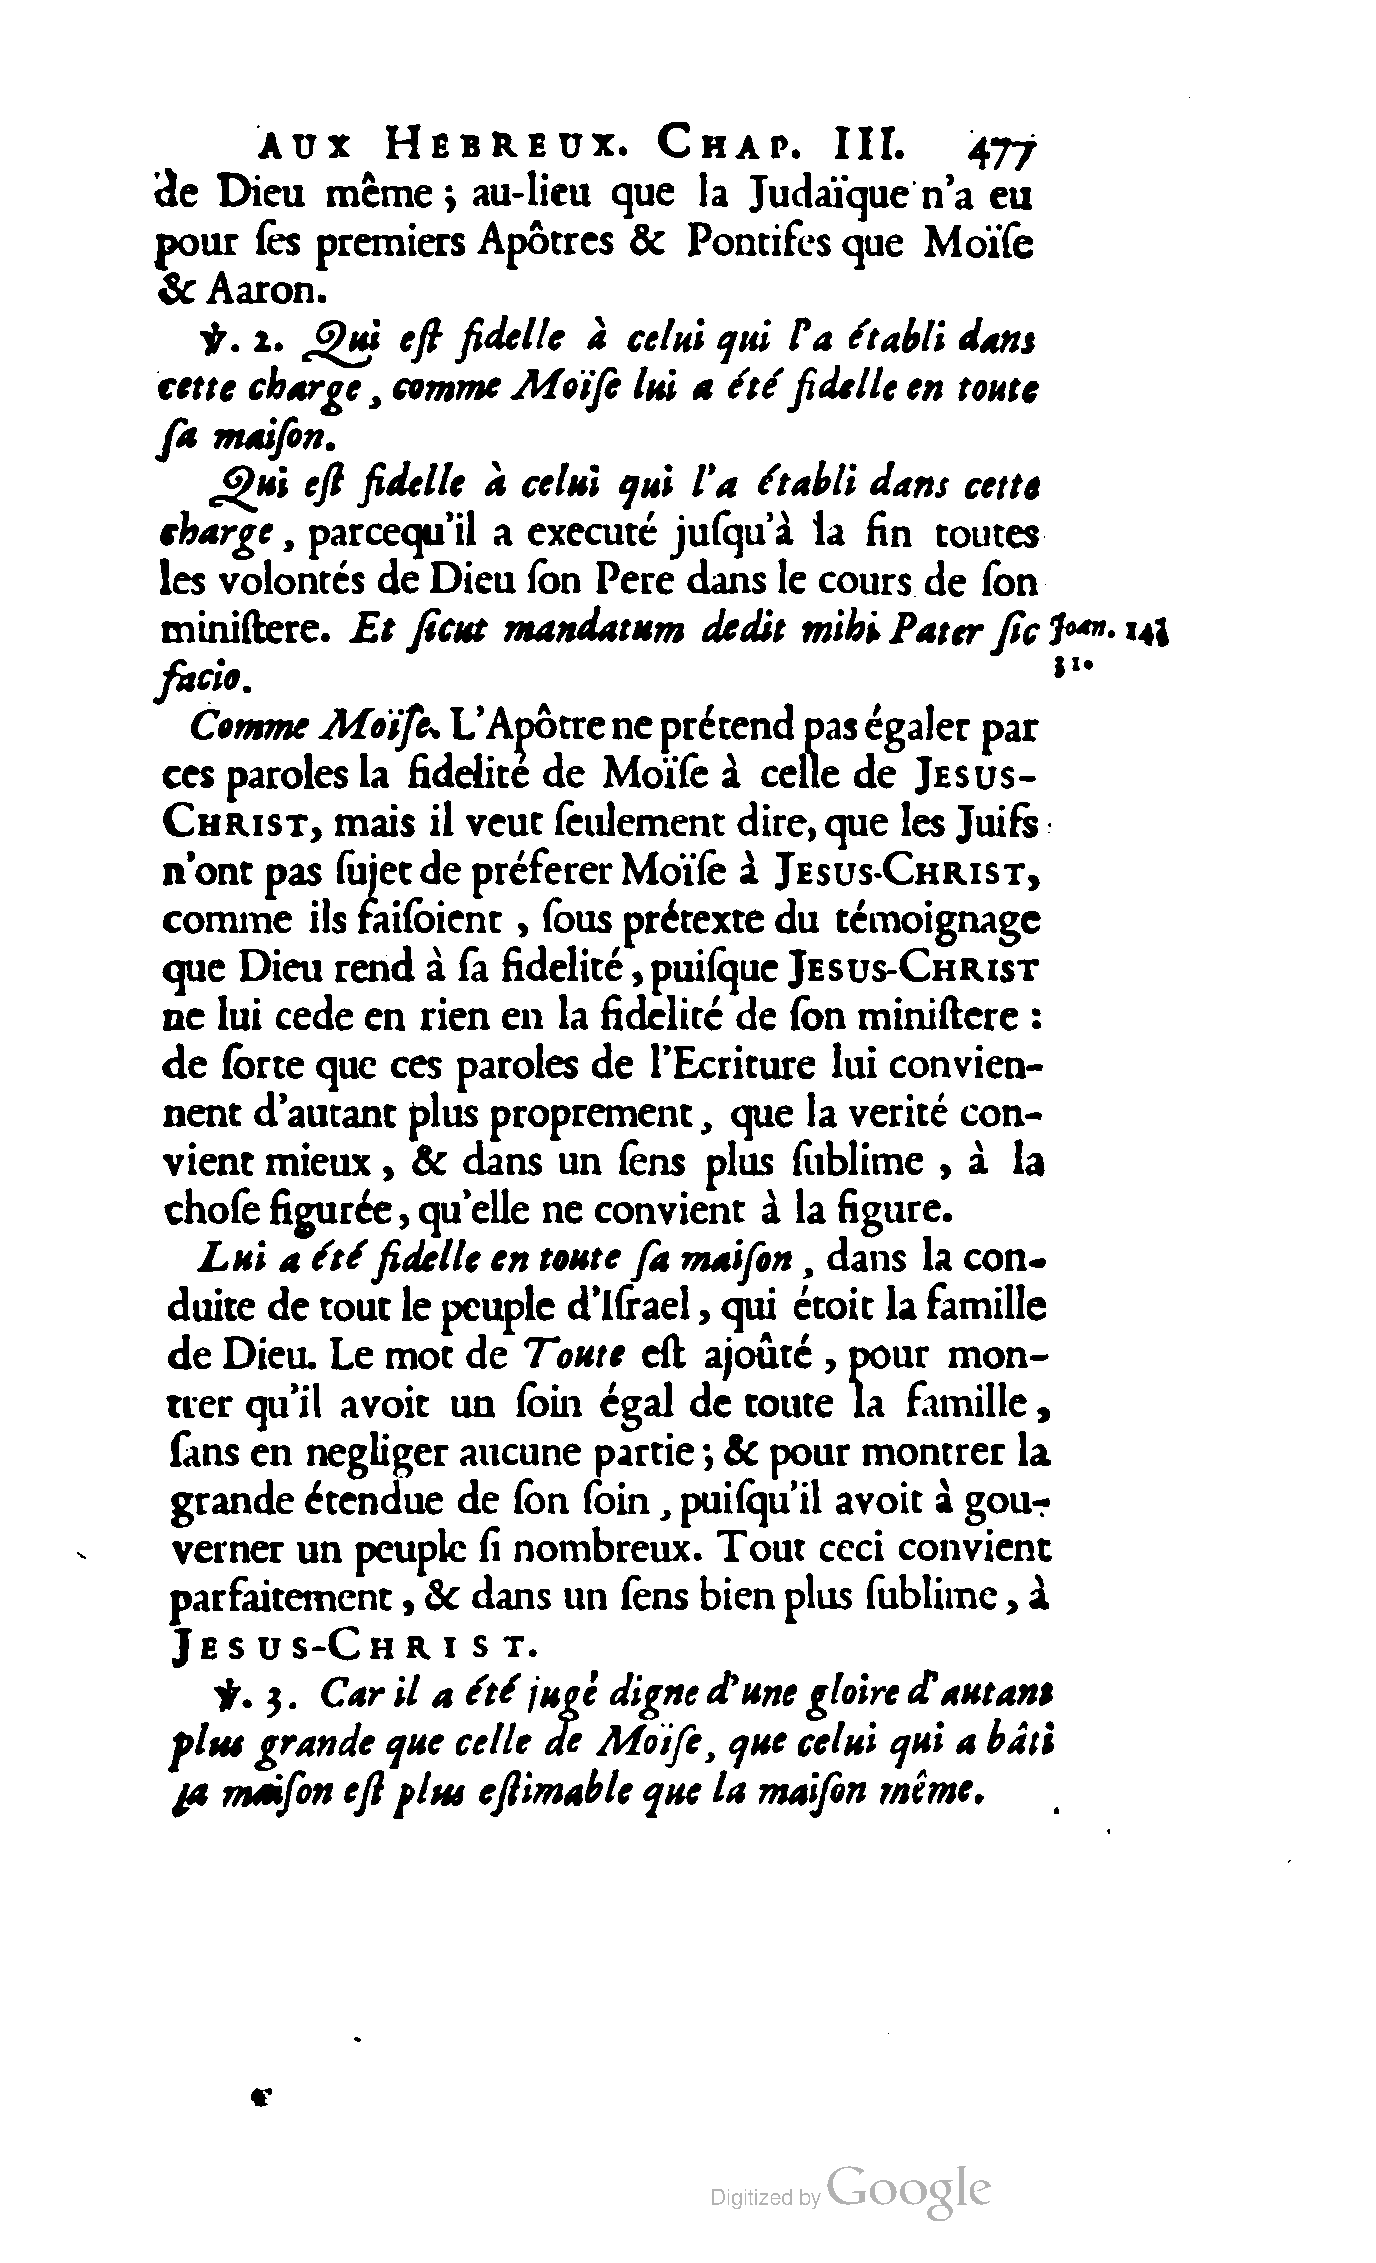 AUX HEBREUX. CHAP. III. 477
de Dieu même ; au-lieu que la Judaïque n'a eu
pour ſes premiers Apôtres & Pontifes que Moïſe
& Aaron.
℣. 2. Qui eſt fidelle à celui qui l'a établi dans
cette charge, comme Moïſe lui a été fidelle en toute
ſa maiſon.
Qui eſt fidelle à celui qui l'a établi dans cette
charge, parcequ'il a executé juſqu'à la fin toutes
les volontés de Dieu ſon Pere dans le cours de ſon
miniſtere. Et ſicut mandatum dedit mihi Pater ſic
facio.
Joan. 14
31.
Comme Moïſe. L'Apôtre ne prétend pas égaler par
ces paroles la fidelité de Moïſe à celle de JESUS-
CHRIST, mais il veut ſeulement dire, que les Juifs
n'ont pas ſujet de préferer Moïſe à JESUS-CHRIST,
comme ils faiſoient , ſous prétexte du témoignage
que Dieu rend à ſa fidelité, puiſque JESUS-CHRIST
ne lui cede en rien en la fidelité de ſon miniſtere :
de ſorte que ces paroles de l'Ecriture lui convien-
nent d'autant plus proprement, que la verité con-
vient mieux , & dans un ſens plus ſublime , à la
choſe figurée, qu'elle ne convient à la figure.
Lui a été fidelle en toute ſa maiſon, dans la con-
duite de tout le peuple d'Iſrael, qui étoit la famille
de Dieu. Le mot de Toute eſt ajoûté , pour mon-
trer qu'il avoit un ſoin égal de toute la famille,
ſans en negliger aucune partie; & pour montrer la
grande étendue de ſon ſoin, puiſqu'il avoit à gou-
verner un peuple ſi nombreux. Tout ceci convient
parfaitement, & dans un ſens bien plus ſublime, à
JESUS-CHRIST.
℣. 3. Car il a été jugé digne d'une gloire d'autant
plus grande que celle de Moïſe, que celui qui a bâti
la maiſon eſt plus eſtimable que la maiſon même.
Digitized by Google